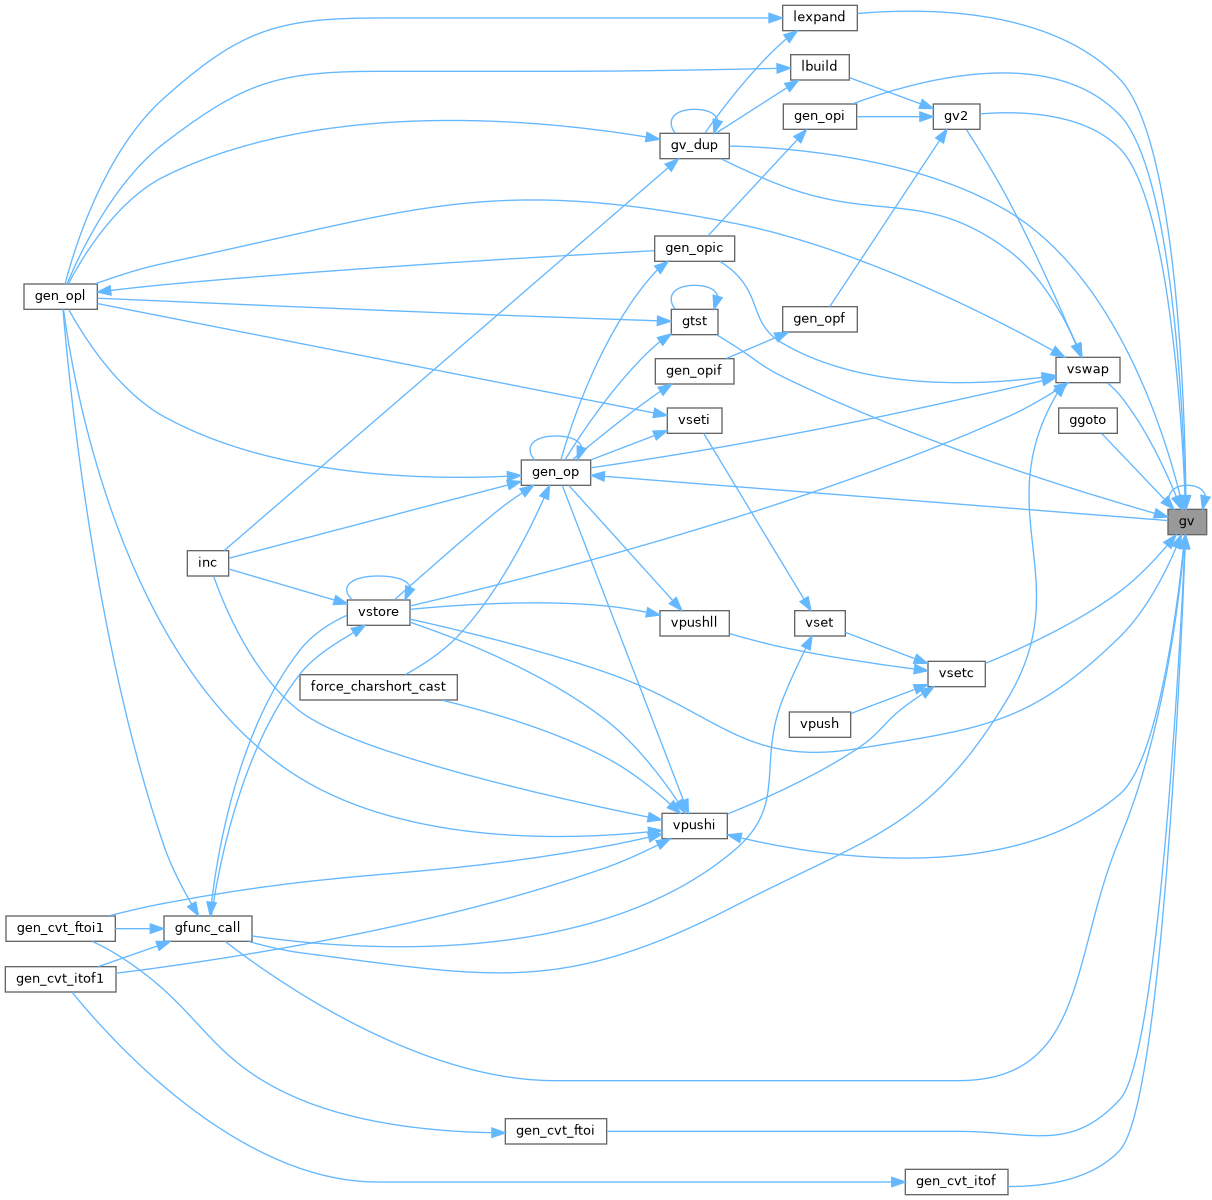 lexpand
lbuild
gen_opi
gv2
gv_dup
gen_opic
gen_opl
gtst
gen_opf
gen_opif
vswap
vseti
ggoto
gen_op
gv
inc
vstore
vpushll
vset
vsetc
force_charshort_cast
vpush
vpushi
gen_cvt_ftoi1
gfunc_call
gen_cvt_itof1
gen_cvt_ftoi
gen_cvt_itof